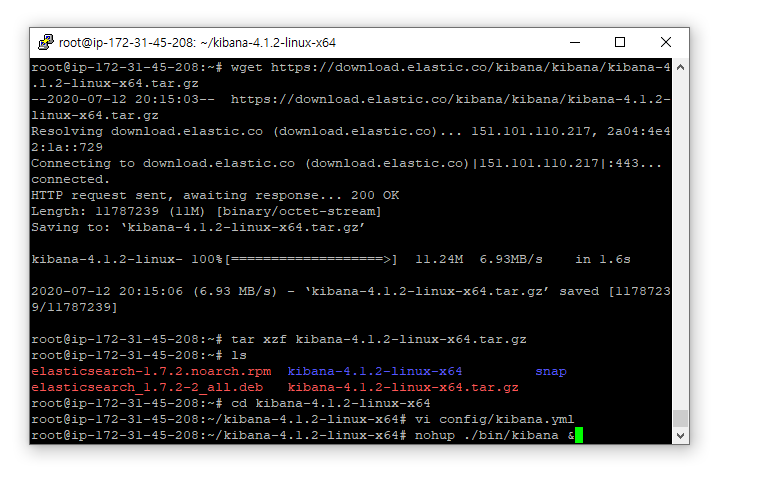 root@ip-172-31-45-208: ~/kibana-4.1.2-linux-x64
root@ip-172-31-45-208:~# wget https://download.elastic.co/kibana/kibana/kibana-4
.1.2-linux-x64.tar.gz
--2020-07-12 20:15:03--  https://download.elastic.co/kibana/kibana/kibana-4.1.2-
linux-x64.tar.gz
Resolving download.elastic.co (download.elastic.co)... 151.101.110.217, 2a04:4e4
2:1a::729
Connecting to download.elastic.co (download.elastic.co)|151.101.110.217|:443...
connected.
HTTP request sent, awaiting response... 200 OK
Length: 11787239 (11M) [binary/octet-stream]
Saving to: ‘kibana-4.1.2-linux-x64.tar.gz’
kibana-4.1.2-linux- 100%[===================>]  11.24M  6.93MB/s    in 1.6s
2020-07-12 20:15:06 (6.93 MB/s) - ‘kibana-4.1.2-linux-x64.tar.gz’ saved [1178723
9/11787239]
root@ip-172-31-45-208:~# tar xzf kibana-4.1.2-linux-x64.tar.gz
root@ip-172-31-45-208:~# ls
elasticsearch-1.7.2.noarch.rpm  kibana-4.1.2-linux-x64         snap
elasticsearch_1.7.2-2_all.deb   kibana-4.1.2-linux-x64.tar.gz
root@ip-172-31-45-208:~# cd kibana-4.1.2-linux-x64
root@ip-172-31-45-208:~/kibana-4.1.2-linux-x64# vi config/kibana.yml
root@ip-172-31-45-208:~/kibana-4.1.2-linux-x64# nohup ./bin/kibana &